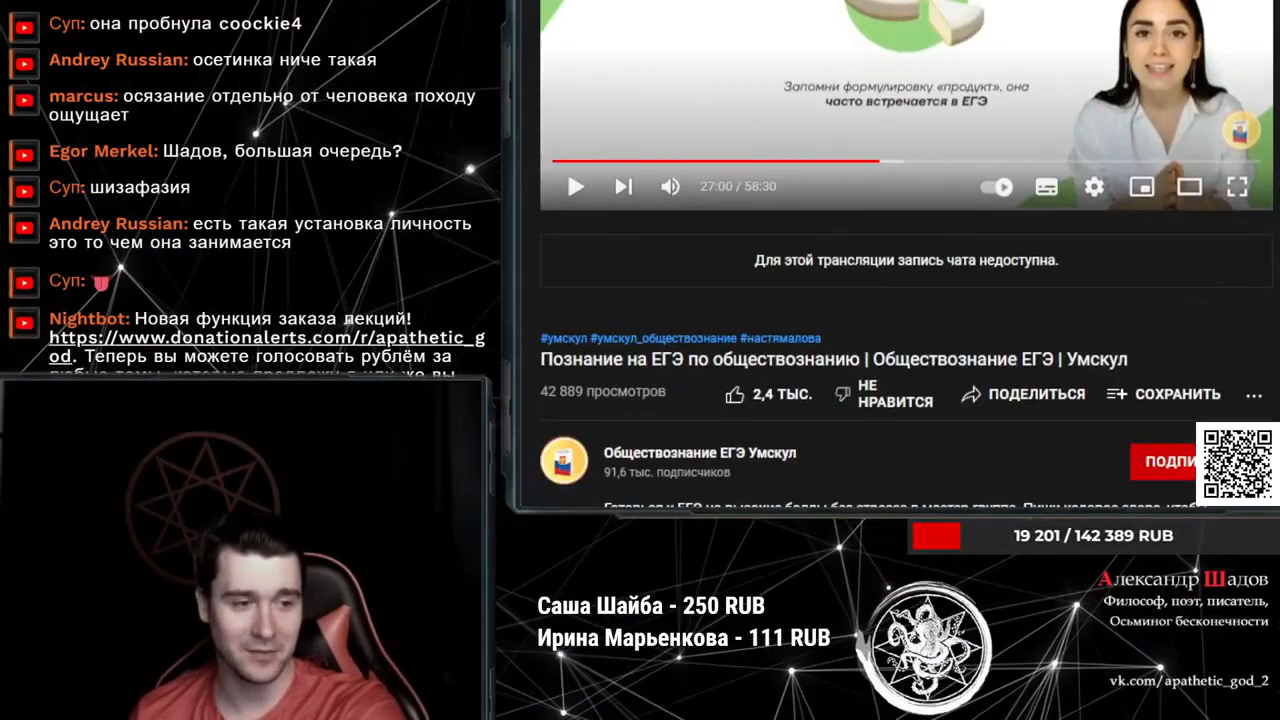 Суп: она пробнула coockie4
Andrey Russian: осетинка ниче такая
marcus: осязание отдельно от человека походу
ощущает
Egor Merkel: Шадов, большая очередь?
Суп: шизафазия
Andrey Russian: есть такая установка личность
это то чем она занимается
Суп:
Nightbot: Новая функция заказа лекций!
https://www.donationalerts.com/r/apathetic_g
od. Теперь вы можете голосовать рублём за
Запомни формулировку «продукт», она
часто встречается в ЕГЭ
27:00 / 58:30
Для этой трансляции запись чата недоступна.
#умскул #умскул_обществознание #настямалова
Познание на ЕГЭ по обществознанию | Обществознание ЕГЭ | Умскул
42 889 просмотров
2,4 ТЫС.
НЕ
НРАВИТСЯ
ПОДЕЛИТЬСЯ
СОХРАНИТЬ
Обществознание ЕГЭ Умскул
91,6 тыс. подписчиков
ПОДПИ
19 201 / 142 389 RUB
Саша Шайба - 250 RUB
Ирина Марьенкова - 111 RUB
Александр Шадов
Философ, поэт, писатель,
Осьминог бесконечности
vk.com/apathetic_god_2